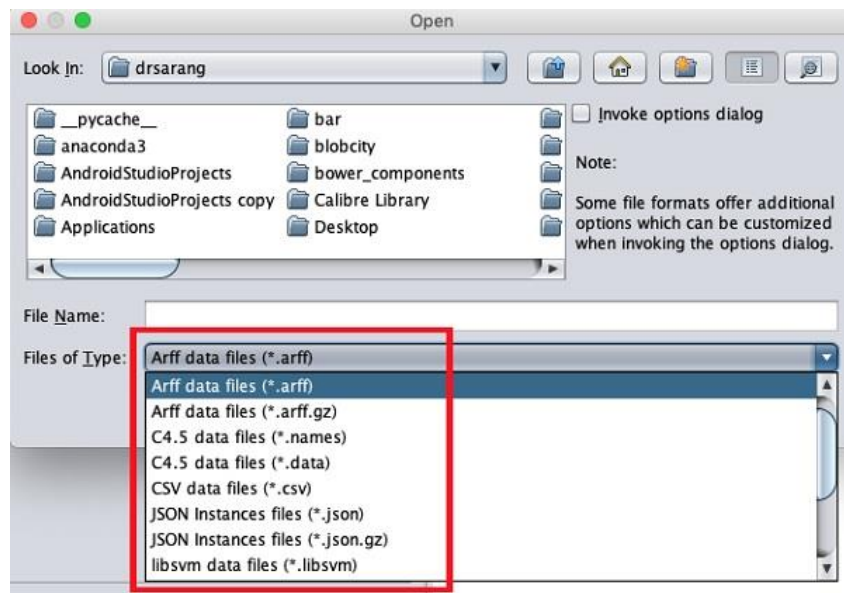 Open
Look In: drsarang
__pycache__
bar
anaconda3
blobcity
AndroidStudioProjects
bower_components
AndroidStudioProjects copy
Calibre Library
Applications
Desktop
Invoke options dialog
Note:
Some file formats offer additional
options which can be customized
when invoking the options dialog.
File Name:
Files of Type: Arff data files (*.arff)
Arff data files (*.arff)
Arff data files (*.arff.gz)
C4.5 data files (*.names)
C4.5 data files (*.data)
CSV data files (*.csv)
JSON Instances files (*.json)
JSON Instances files (*.json.gz)
libsvm data files (*.libsvm)